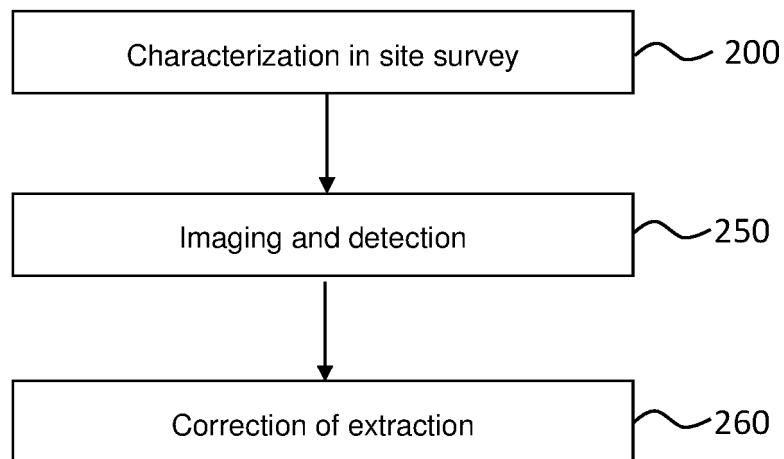 Characterization in site survey 200
Imaging and detection 250
Correction of extraction 260